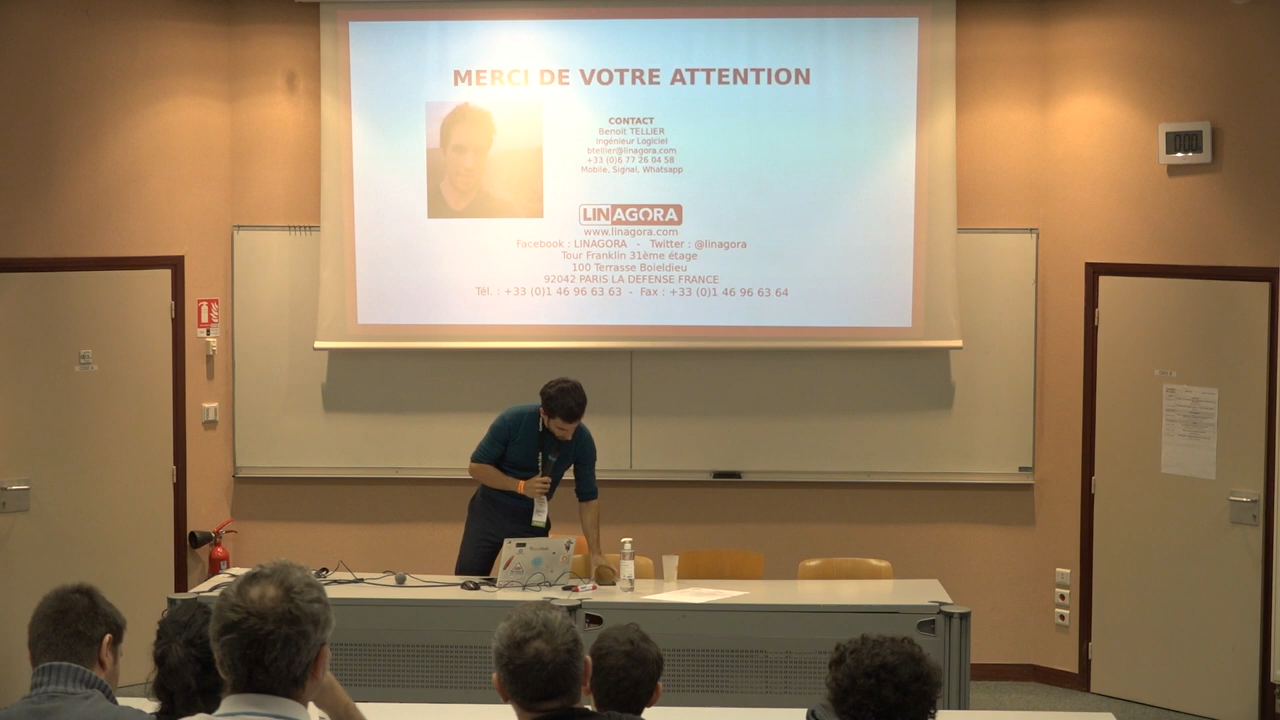 MERCI DE VOTRE ATTENTION
CONTACT
Benoit TELLIER
Ingénieur Logiciel
btellier@linagora.com
+33 (0)6 77 26 04 58
Mobile, Signal, Whatsapp
LINAGORA
www.linagora.com
Facebook : LINAGORA - Twitter : @linagora
Tour Franklin 31ème étage
100 Terrasse Boieldieu
92042 PARIS LA DEFENSE FRANCE
Tél. : +33 (0)1 46 96 63 63 - Fax : +33 (0)1 46 96 63 64
000